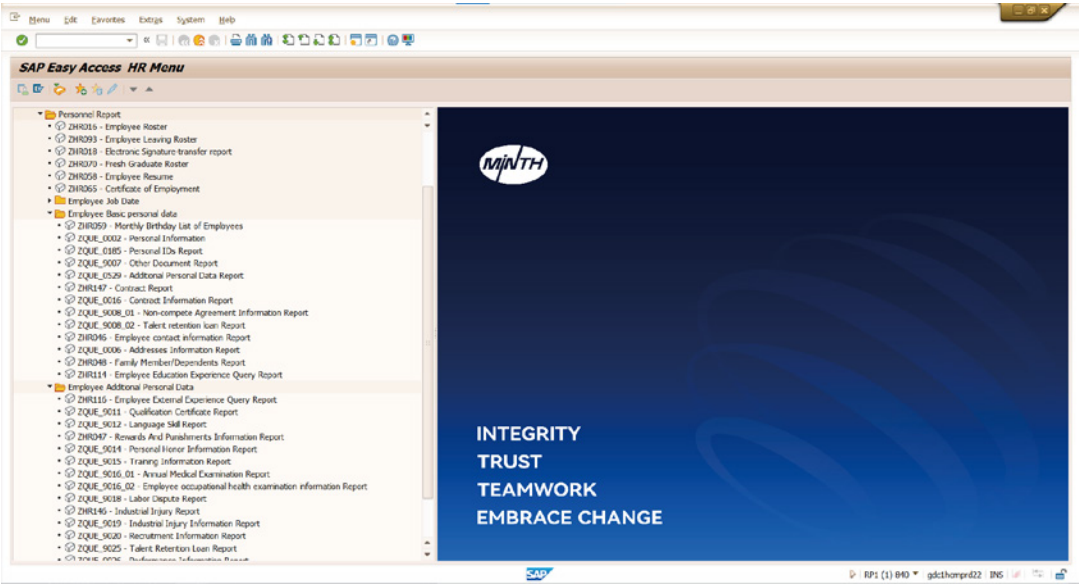 Menu Edit Favorites Extras System Help
SAP Easy Access HR Menu
Personnel Report
ZHR016 - Employee Roster
ZHR093 - Employee Leaving Roster
ZHR018 - Electronic Signature-transfer report
ZHR070 - Fresh Graduate Roster
ZHR058 - Employee Resume
ZHR065 - Certificate of Employment
Employee Job Date
Employee Basic personal data
ZHR059 - Monthly Birthday List of Employees
ZQUE_0002 - Personal Information
ZQUE_0185 - Personal IDs Report
ZQUE_9007 - Other Document Report
ZQUE_0529 - Additional Personal Data Report
ZHR147 - Contract Report
ZQUE_0016 - Contract Information Report
ZQUE_9008_01 - Non-compete Agreement Information Report
ZQUE_9008_02 - Talent retention loan Report
ZHR046 - Employee contact information Report
ZQUE_0006 - Addresses Information Report
ZHR048 - Family Member/Dependents Report
ZHR114 - Employee Education Experience Query Report
Employee Additonal Personal Data
ZHR116 - Employee External Experience Query Report
ZQUE_9011 - Qualification Certificate Report
ZQUE_9012 - Language Skill Report
ZHR047 - Rewards And Punishments Information Report
ZQUE_9014 - Personal Honor Information Report
ZQUE_9015 - Training Information Report
ZQUE_9016_01 - Annual Medical Examination Report
ZQUE_9016_02 - Employee occupational health examination information Report
ZQUE_9018 - Labor Dispute Report
ZHR146 - Industrial Injury Report
ZQUE_9019 - Industrial Injury Information Report
ZQUE_9020 - Recruitment Information Report
ZQUE_9025 - Talent Retention Loan Report
ZQUE_9026 - Performance Information Report
MINTH
INTEGRITY
TRUST
TEAMWORK
EMBRACE CHANGE
SAP
RP1 (1) 840 gdc1hcmprd22 INS